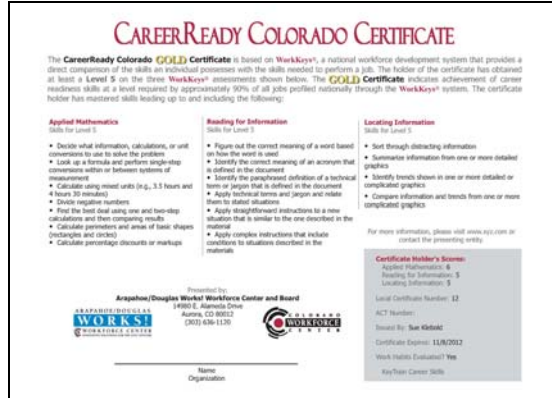 CAREERREADY COLORADO CERTIFICATE
The CareerReady Colorado GOLD Certificate is based on WorkKeys®, a national workforce development system that provides a
direct comparison of the skills an individual possesses with the skills needed to perform a job. The holder of the certificate has obtained
at least a Level 5 on the three WorkKeys® assessments shown below. The GOLD Certificate indicates achievement of career
readiness skills at a level required by approximately 90% of all jobs profiled nationally through the WorkKeys® system. The certificate
holder has mastered skills leading up to and including the following:
Applied Mathematics
Skills for Level 5
• Decide what information, calculations, or unit
conversions to use to solve the problem
• Look up a formula and perform single-step
conversions within or between systems of
measurement
• Calculate using mixed units (e.g., 3.5 hours and
4 hours 30 minutes)
• Divide negative numbers
• Find the best deal using one and two-step
calculations and then comparing results
• Calculate perimeters and areas of basic shapes
(rectangles and circles)
• Calculate percentage discounts or markups
Reading for Information
Skills for Level 5
• Figure out the correct meaning of a word based
on how the word is used
• Identify the correct meaning of an acronym that
is defined in the document
• Identify the paraphrased definition of a technical
term or jargon that is defined in the document
• Apply technical terms and jargon and relate
them to stated situations
• Apply straightforward instructions to a new
situation that is similar to the one described in the
material
• Apply complex instructions that include
conditions to situations described in the
materials
Locating Information
Skills for Level 5
• Sort through distracting information
• Summarize information from one or more detailed
graphics
• Identify trends shown in one or more detailed or
complicated graphics
• Compare information and trends from one or more
complicated graphics
For more information, please visit www.xyz.com or
contact the presenting entity.
Certificate Holder's Scores:
Applied Mathematics: 6
Reading for Information: 5
Locating Information: 5
Local Certificate Number: 12
ACT Number:
Issued By: Sue Klebold
Certificate Expires: 11/8/2012
Work Habits Evaluated? Yes
KeyTrain Career Skills
Presented by:
Arapahoe/Douglas Works! Workforce Center and Board
14980 E. Alameda Drive
Aurora, CO 80012
(303) 636-1120
ARAPAHOE/DOUGLAS
WORKS!
WORKFORCE CENTER
COLORADO
WORKFORCE
CENTER
Name
Organization